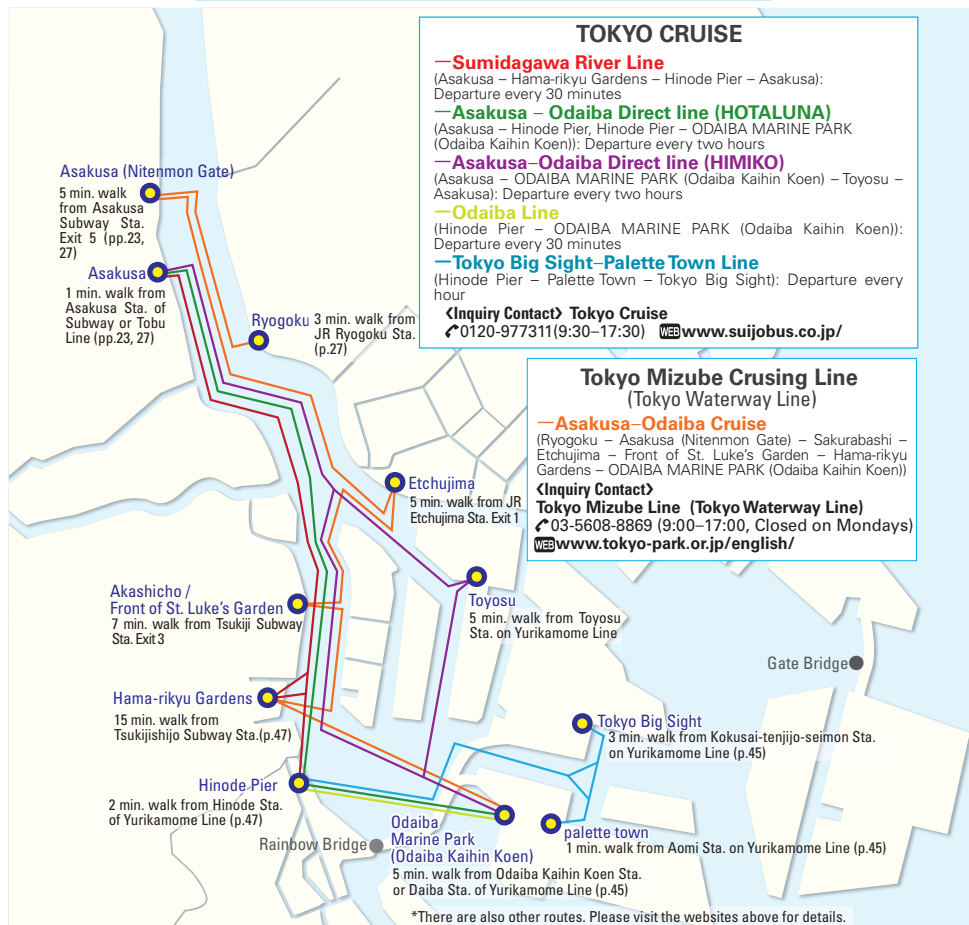 TOKYO CRUISE
—Sumidagawa River Line
(Asakusa – Hama-rikyu Gardens – Hinode Pier – Asakusa):
Departure every 30 minutes
—Asakusa – Odaiba Direct line (HOTALUNA)
(Asakusa – Hinode Pier, Hinode Pier – ODAIBA MARINE PARK
(Odaiba Kaihin Koen)): Departure every two hours
—Asakusa–Odaiba Direct line (HIMIKO)
(Asakusa – ODAIBA MARINE PARK (Odaiba Kaihin Koen) – Toyosu –
Asakusa): Departure every two hours
—Odaiba Line
(Hinode Pier – ODAIBA MARINE PARK (Odaiba Kaihin Koen)):
Departure every 30 minutes
—Tokyo Big Sight–Palette Town Line
(Hinode Pier – Palette Town – Tokyo Big Sight): Departure every
hour
<Inquiry Contact> Tokyo Cruise
0120-977311(9:30–17:30) WEB www.suijobus.co.jp/
Tokyo Mizube Crusing Line
(Tokyo Waterway Line)
—Asakusa–Odaiba Cruise
(Ryogoku – Asakusa (Nitenmon Gate) – Sakurabashi –
Etchujima – Front of St. Luke's Garden – Hama-rikyu
Gardens – ODAIBA MARINE PARK (Odaiba Kaihin Koen))
<Inquiry Contact>
Tokyo Mizube Line (Tokyo Waterway Line)
03-5608-8869 (9:00–17:00, Closed on Mondays)
WEB www.tokyo-park.or.jp/english/
Asakusa (Nitenmon Gate)
5 min. walk
from Asakusa
Subway Sta.
Exit 5 (pp.23,
27)
Asakusa
1 min. walk from
Asakusa Sta. of
Subway or Tobu
Line (pp.23, 27)
Ryogoku
3 min. walk from
JR Ryogoku Sta.
(p.27)
Etchujima
5 min. walk from JR
Etchujima Sta. Exit 1
Akashicho /
Front of St. Luke's Garden
7 min. walk from Tsukiji Subway
Sta. Exit 3
Toyosu
5 min. walk from Toyosu
Sta. on Yurikamome Line
Gate Bridge
Hama-rikyu Gardens
15 min. walk from
Tsukijishijo Subway Sta.(p.47)
Tokyo Big Sight
3 min. walk from Kokusai-tenjijo-seimon Sta.
on Yurikamome Line (p.45)
Hinode Pier
2 min. walk from Hinode Sta.
of Yurikamome Line (p.47)
Rainbow Bridge
Odaiba
Marine Park
(Odaiba Kaihin Koen)
5 min. walk from Odaiba Kaihin Koen Sta.
or Daiba Sta. of Yurikamome Line (p.45)
palette town
1 min. walk from Aomi Sta. on Yurikamome Line (p.45)
*There are also other routes. Please visit the websites above for details.